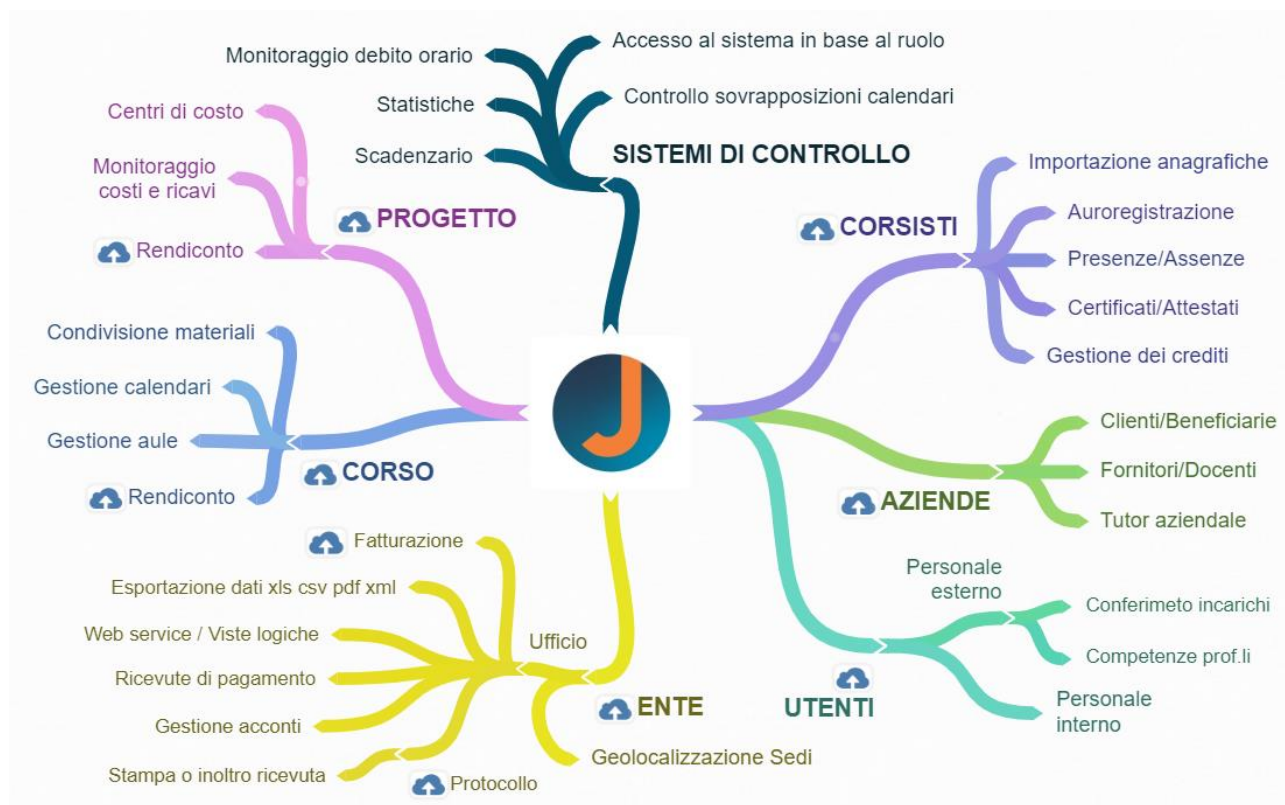 Monitoraggio debito orario
Statistiche
Scadenzario
Accesso al sistema in base al ruolo
Controllo sovrapposizioni calendari
SISTEMI DI CONTROLLO
Centri di costo
Monitoraggio
costi e ricavi
Rendiconto
PROGETTO
CORSISTI
Importazione anagrafiche
Auroregistrazione
Presenze/Assenze
Certificati/Attestati
Gestione dei crediti
Condivisione materiali
Gestione calendari
Gestione aule
Rendiconto
CORSO
J
AZIENDE
Clienti/Beneficiarie
Fornitori/Docenti
Tutor aziendale
Fatturazione
Esportazione dati xls csv pdf xml
Web service / Viste logiche
Ricevute di pagamento
Gestione acconti
Stampa o inoltro ricevuta
Protocollo
Ufficio
ENTE
Geolocalizzazione Sedi
UTENTI
Personale
esterno
Conferimeto incarichi
Competenze prof.li
Personale
interno